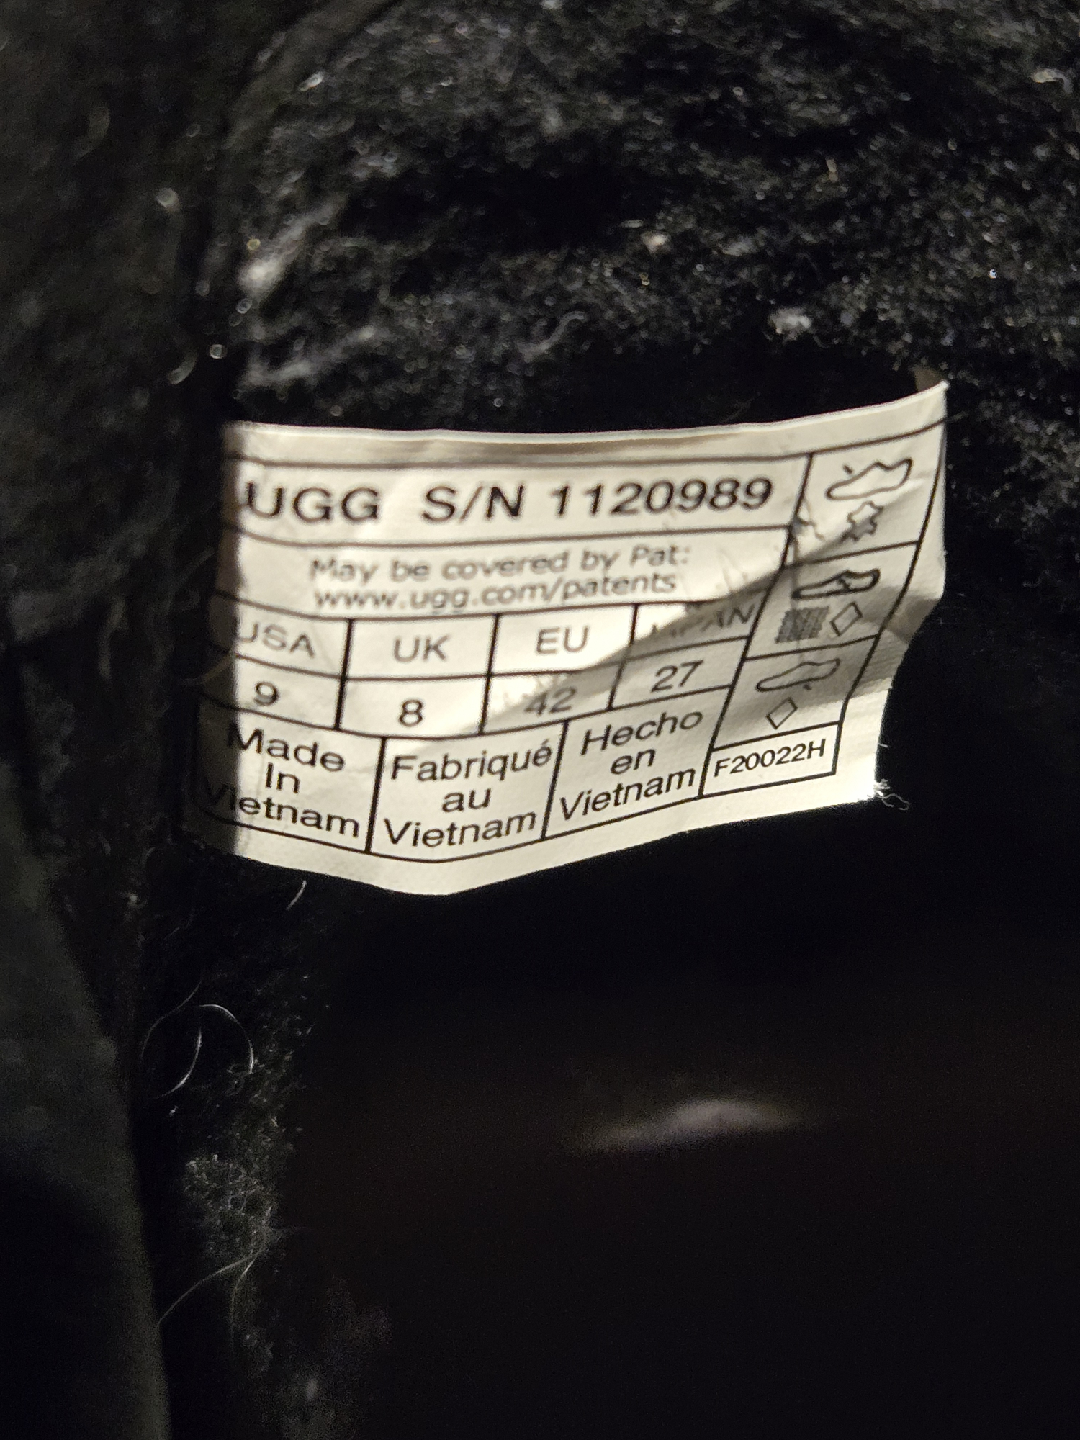 UGG S/N 1120989
May be covered by Pat:
www.ugg.com/patents
USA UK EU JAPAN
9 8 42 27
Made
In
Vietnam
Fabriqué
au
Vietnam
Hecho
en
Vietnam
F20022H